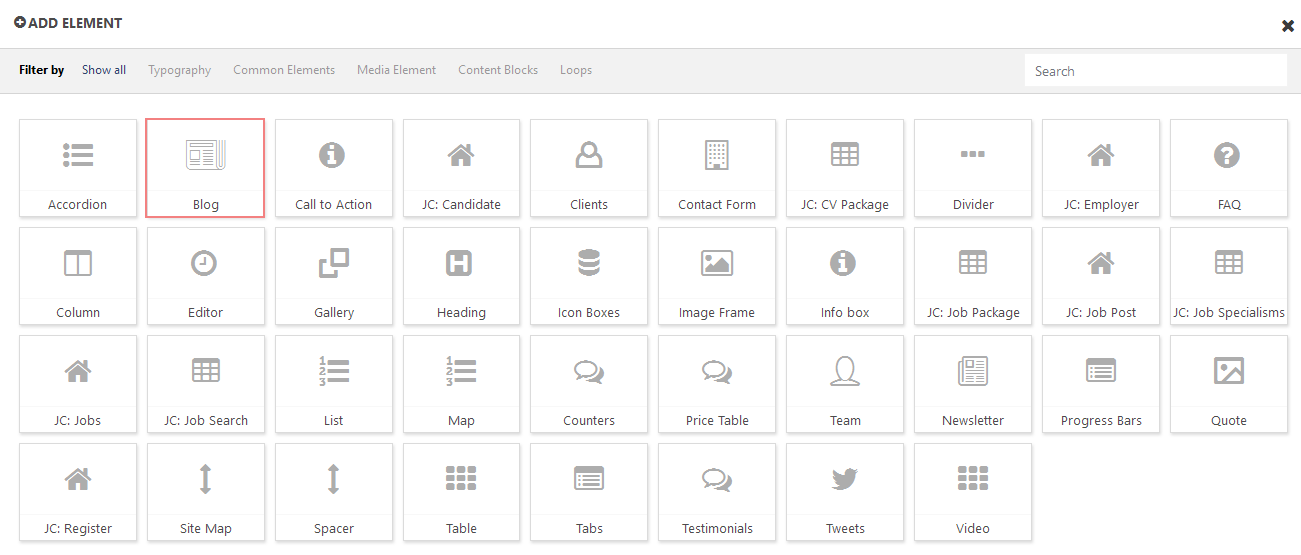 ADD ELEMENT
Filter by Show all Typography Common Elements Media Element Content Blocks Loops Search
Accordion Blog Call to Action JC: Candidate Clients Contact Form JC: CV Package Divider JC: Employer FAQ
Column Editor Gallery Heading Icon Boxes Image Frame Info box JC: Job Package JC: Job Post JC: Job Specialisms
JC: Jobs JC: Job Search List Map Counters Price Table Team Newsletter Progress Bars Quote
JC: Register Site Map Spacer Table Tabs Testimonials Tweets Video